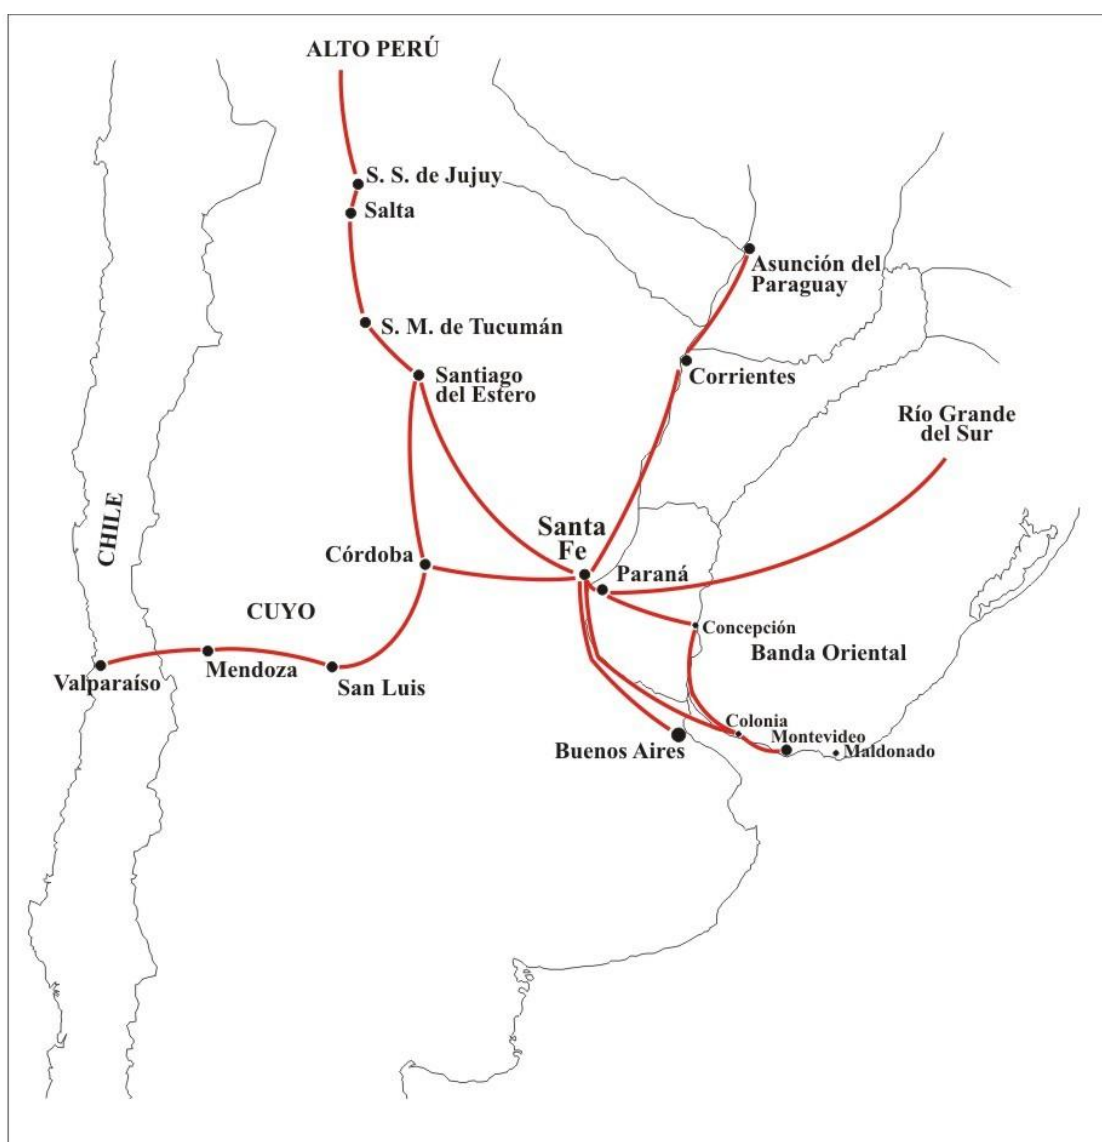 ALTO PERÚ
S. S. de Jujuy
Salta
Asunción del
Paraguay
S. M. de Tucumán
Santiago
del Estero
Corrientes
Río Grande
del Sur
CHILE
Santa
Fe
Córdoba
Paraná
CUYO
Concepción
Banda Oriental
Valparaíso
Mendoza
San Luis
Colonia
Montevideo
Buenos Aires
Maldonado